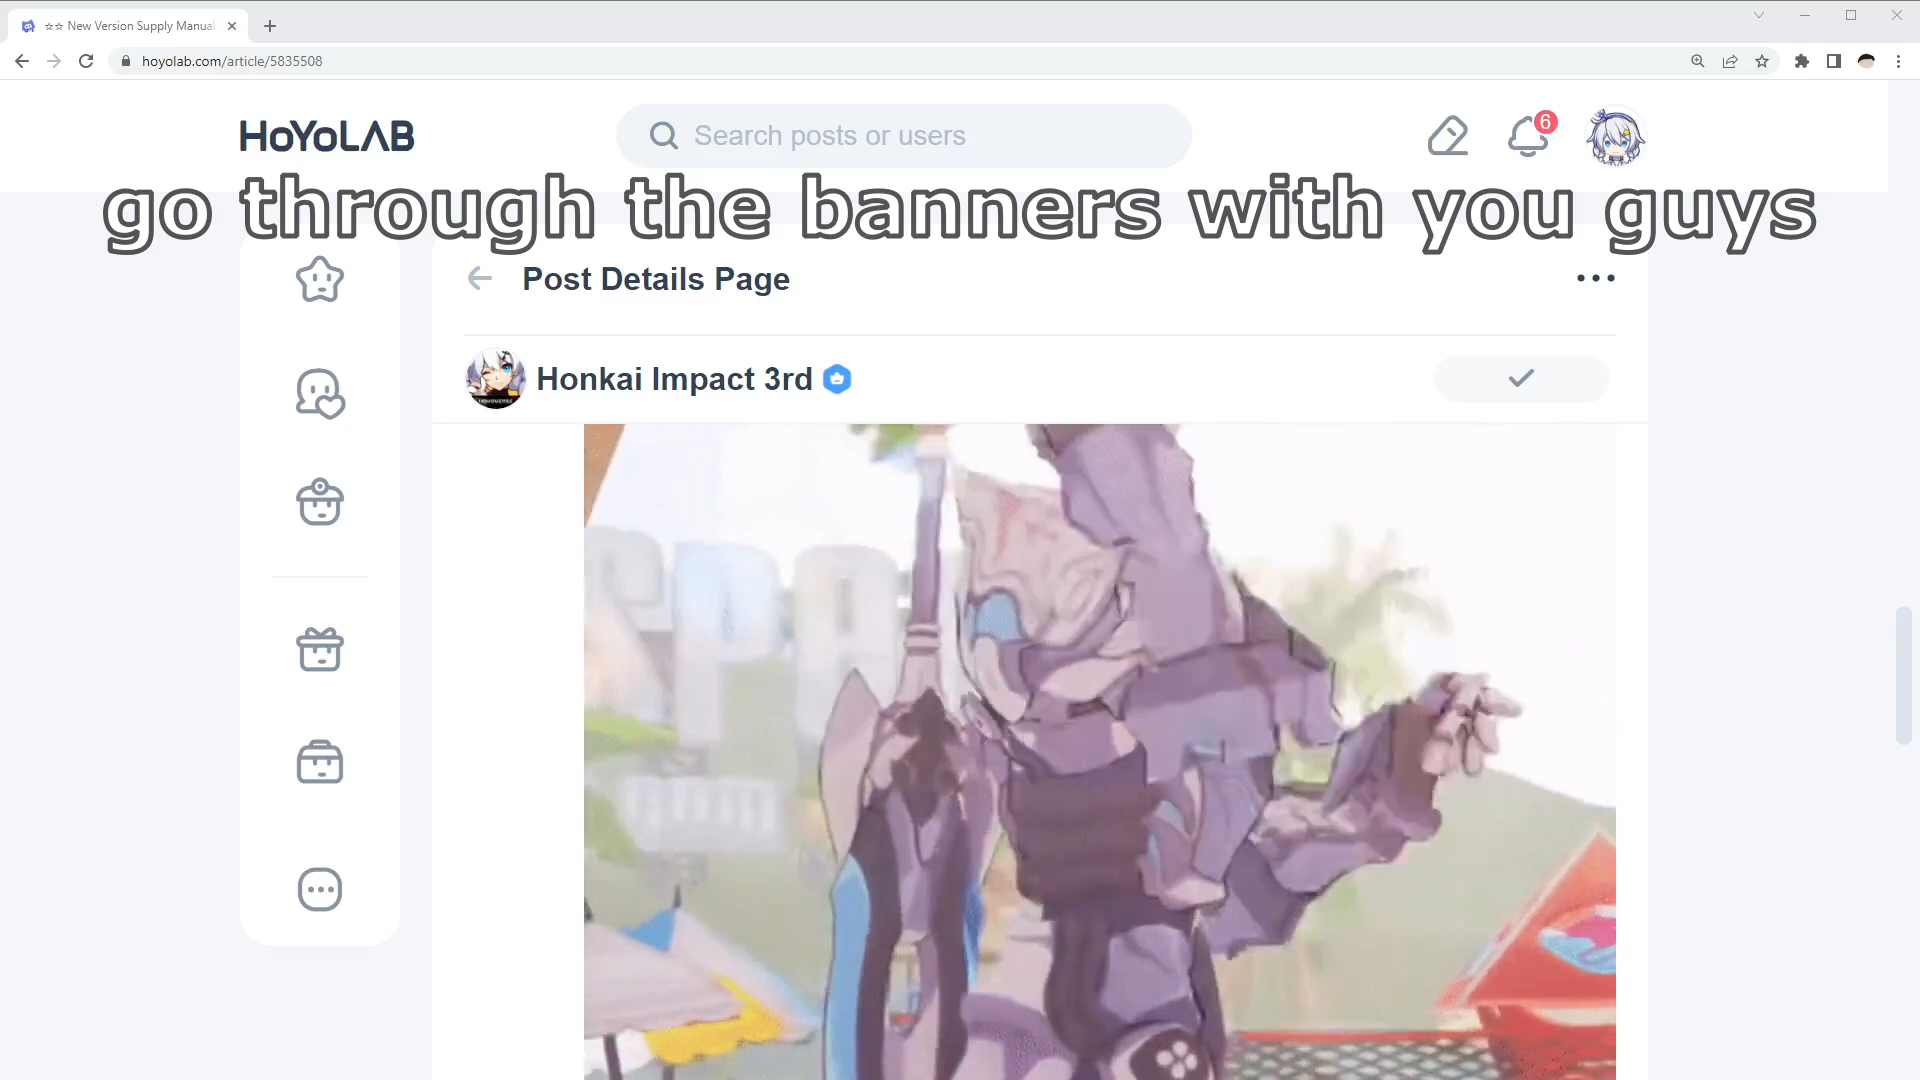 ☆☆ New Version Supply Manual
hoyolab.com/article/5835508
HoYoLAB
Search posts or users
6
go through the banners with you guys
Post Details Page
Honkai Impact 3rd